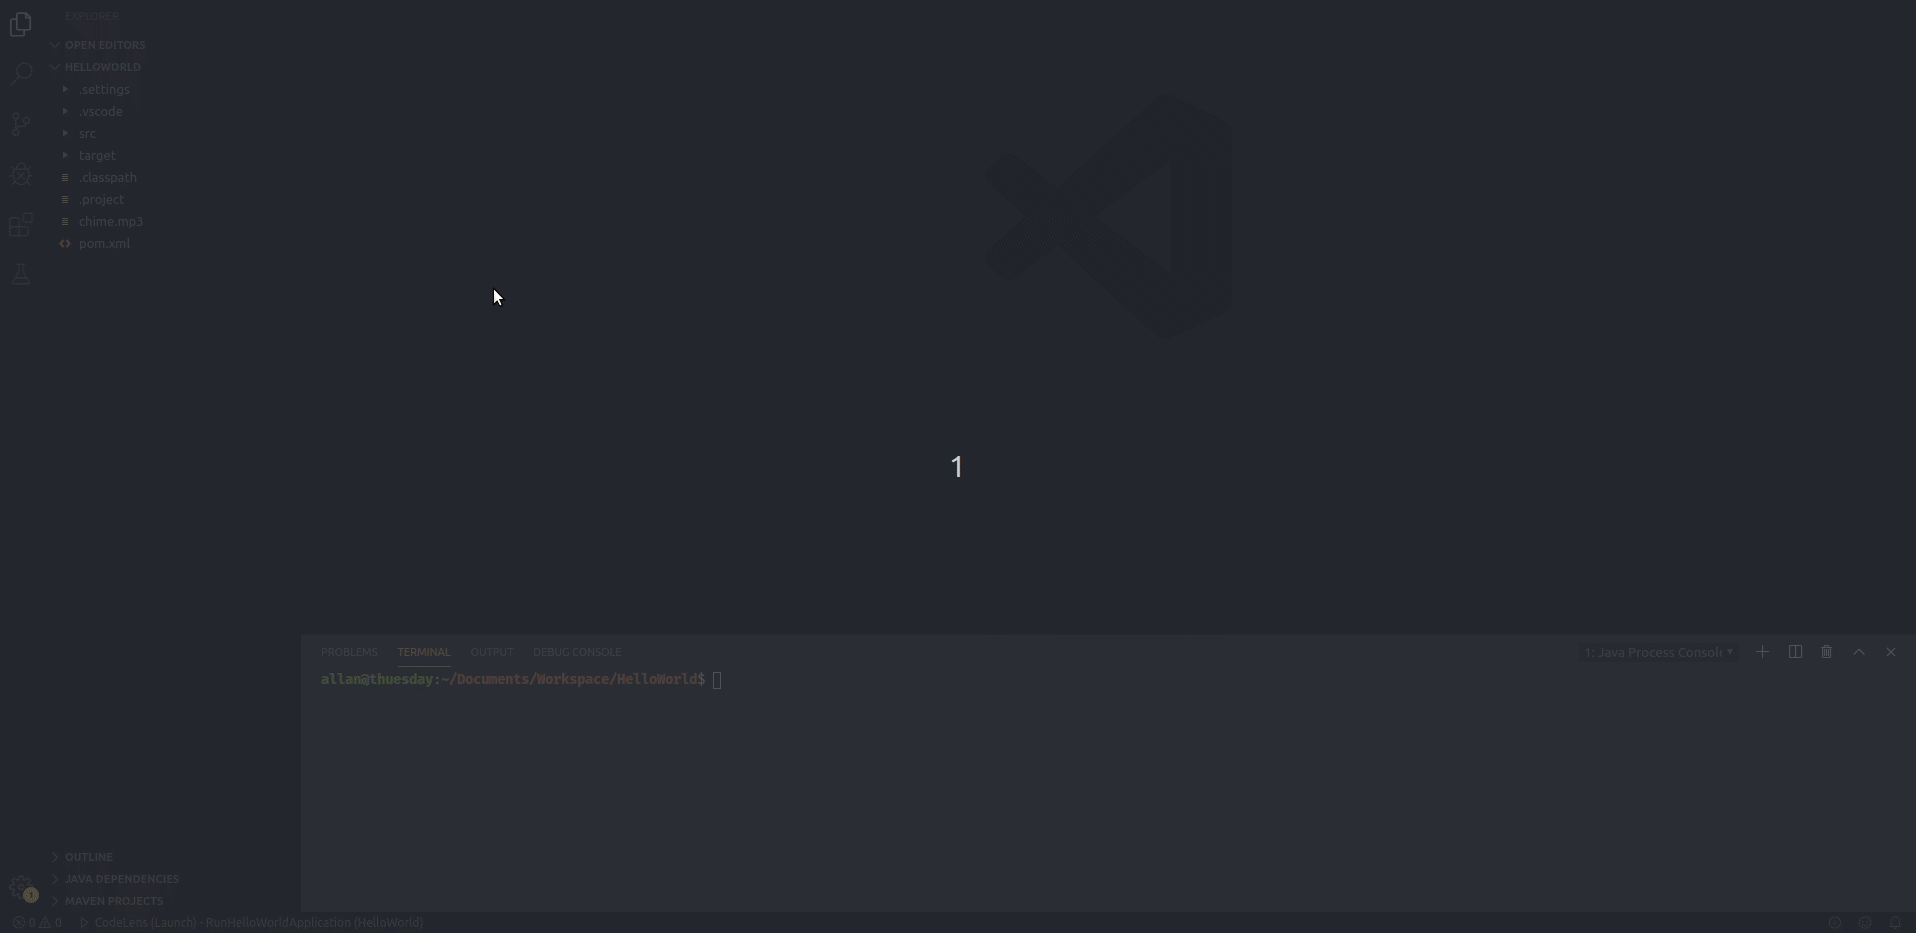 EXPLORER
OPEN EDITORS
HELLOWORLD
.settings
.vscode
src
target
.classpath
.project
chime.mp3
pom.xml
1
PROBLEMS TERMINAL OUTPUT DEBUG CONSOLE 1: Java Process Console
allan@thuesday:~/Documents/Workspace/HelloWorld$
OUTLINE
JAVA DEPENDENCIES
1
MAVEN PROJECTS
0 0 CodeLens (Launch) - RunHelloWorldApplication (HelloWorld)